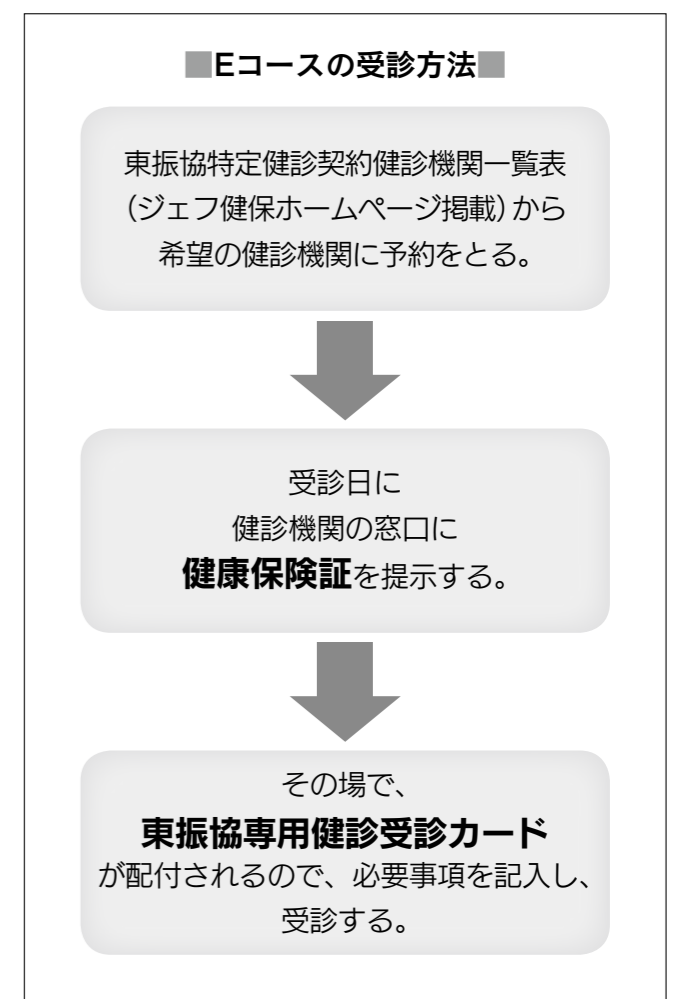 ■Eコースの受診方法■
東振協特定健診契約健診機関一覧表
（ジェフ健保ホームページ掲載）から
希望の健診機関に予約をとる。
受診日に
健診機関の窓口に
健康保険証を提示する。
その場で、
東振協専用健診受診カード
が配付されるので、必要事項を記入し、
受診する。